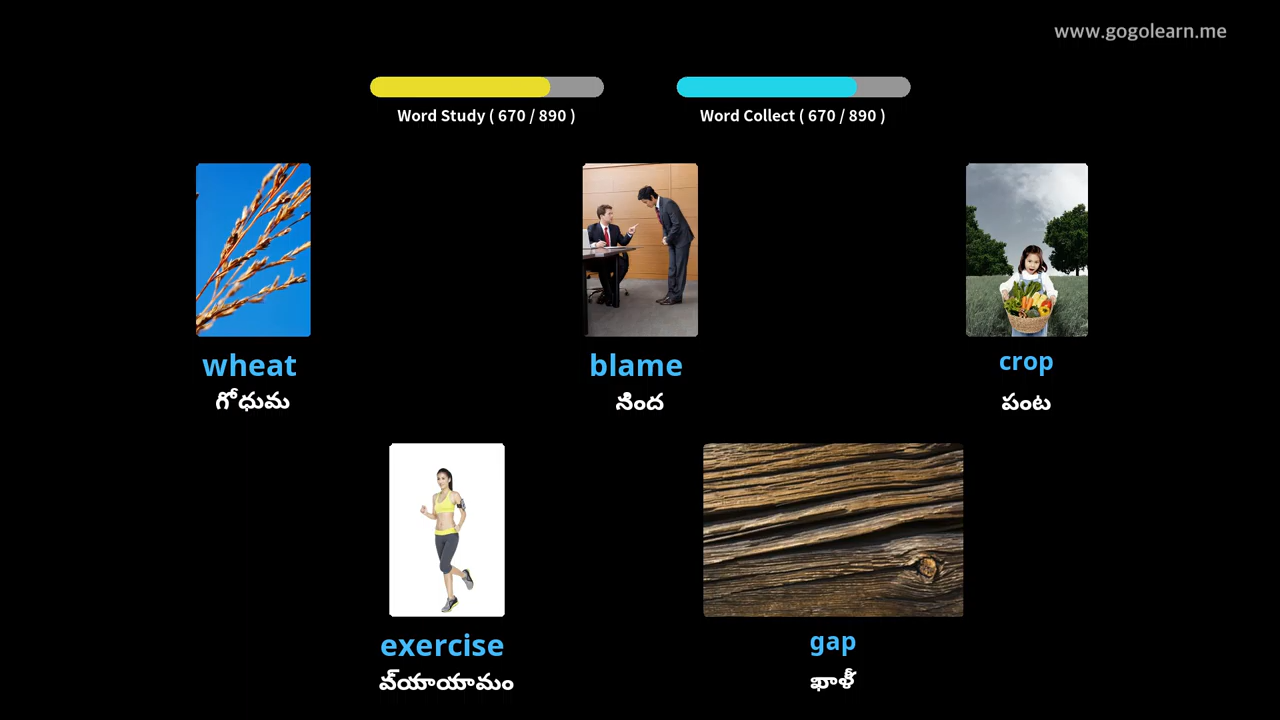 www.gogolearn.me
Word Study ( 670 / 890 )
Word Collect ( 670 / 890 )
wheat
గోధుమ
blame
నింద
crop
పంట
exercise
వ్యాయామం
gap
ఖాళీ